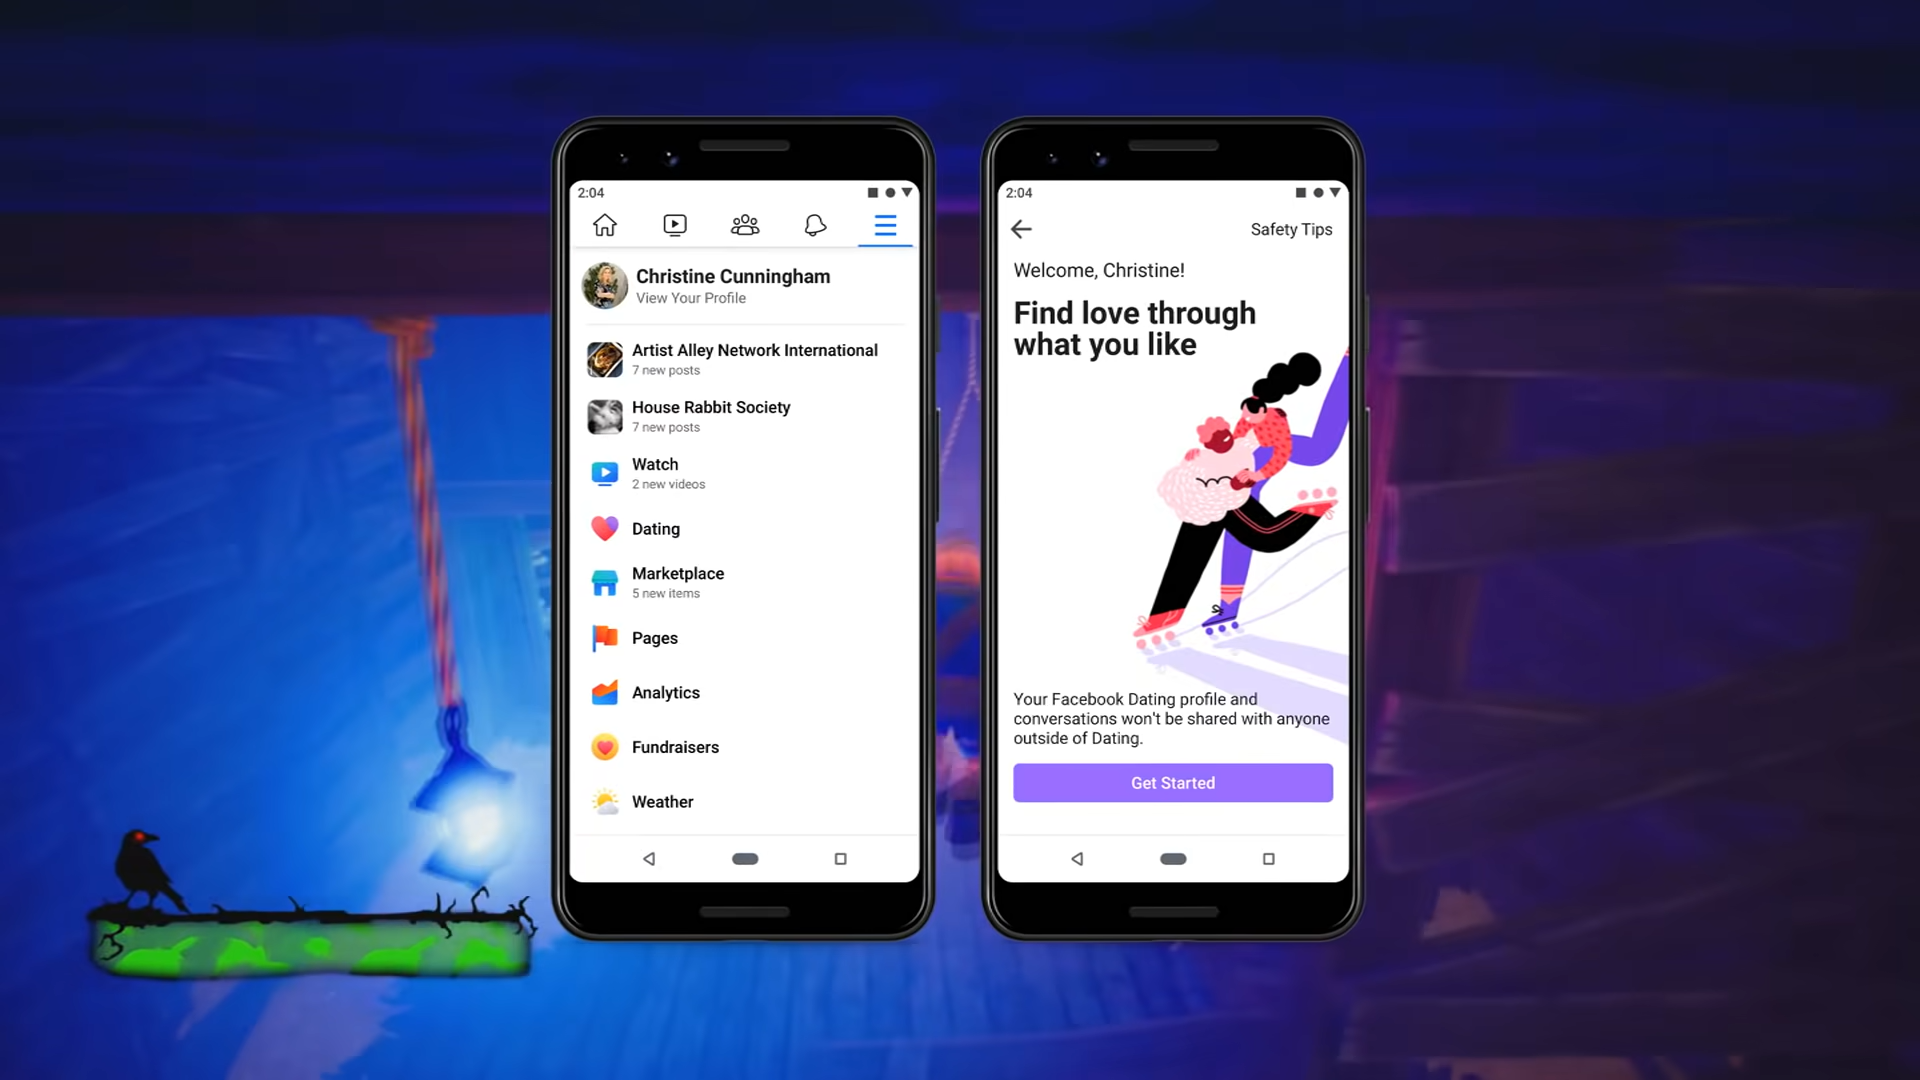 2:04
Christine Cunningham
View Your Profile
Artist Alley Network International
7 new posts
House Rabbit Society
7 new posts
Watch
2 new videos
Dating
Marketplace
5 new items
Pages
Analytics
Fundraisers
Weather
2:04
Safety Tips
Welcome, Christine!
Find love through
what you like
Your Facebook Dating profile and
conversations won't be shared with anyone
outside of Dating.
Get Started